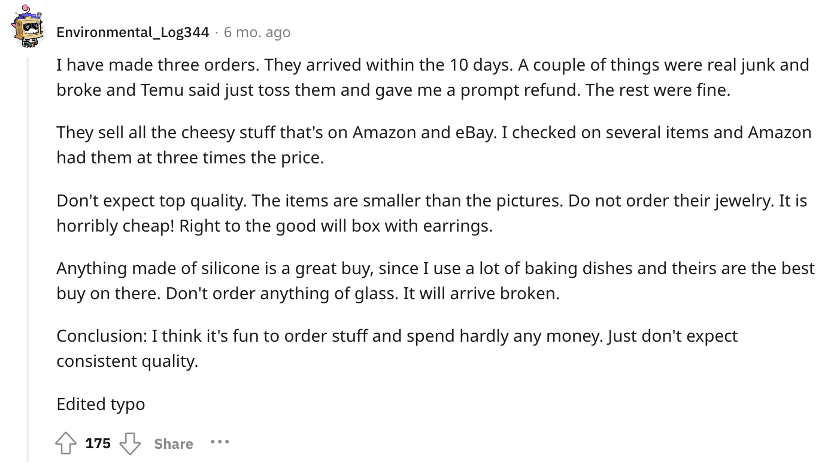 Environmental_Log344 · 6 mo. ago
I have made three orders. They arrived within the 10 days. A couple of things were real junk and
broke and Temu said just toss them and gave me a prompt refund. The rest were fine.
They sell all the cheesy stuff that's on Amazon and eBay. I checked on several items and Amazon
had them at three times the price.
Don't expect top quality. The items are smaller than the pictures. Do not order their jewelry. It is
horribly cheap! Right to the good will box with earrings.
Anything made of silicone is a great buy, since I use a lot of baking dishes and theirs are the best
buy on there. Don't order anything of glass. It will arrive broken.
Conclusion: I think it's fun to order stuff and spend hardly any money. Just don't expect
consistent quality.
Edited typo
175 Share ...